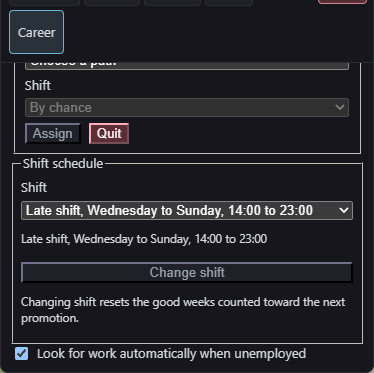 Career
Choose a path
Shift
By chance
Assign
Quit
Shift schedule
Shift
Late shift, Wednesday to Sunday, 14:00 to 23:00
Late shift, Wednesday to Sunday, 14:00 to 23:00
Change shift
Changing shift resets the good weeks counted toward the next
promotion.
Look for work automatically when unemployed